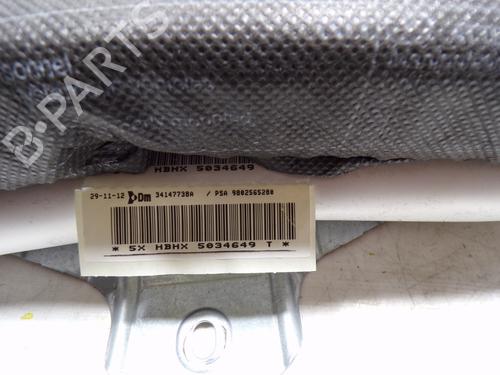 HBHX 5034649
29-11-12 Dm 34147738A / PSA 9802565280
* 5X HBHX 5034649 T *
B-PARTS